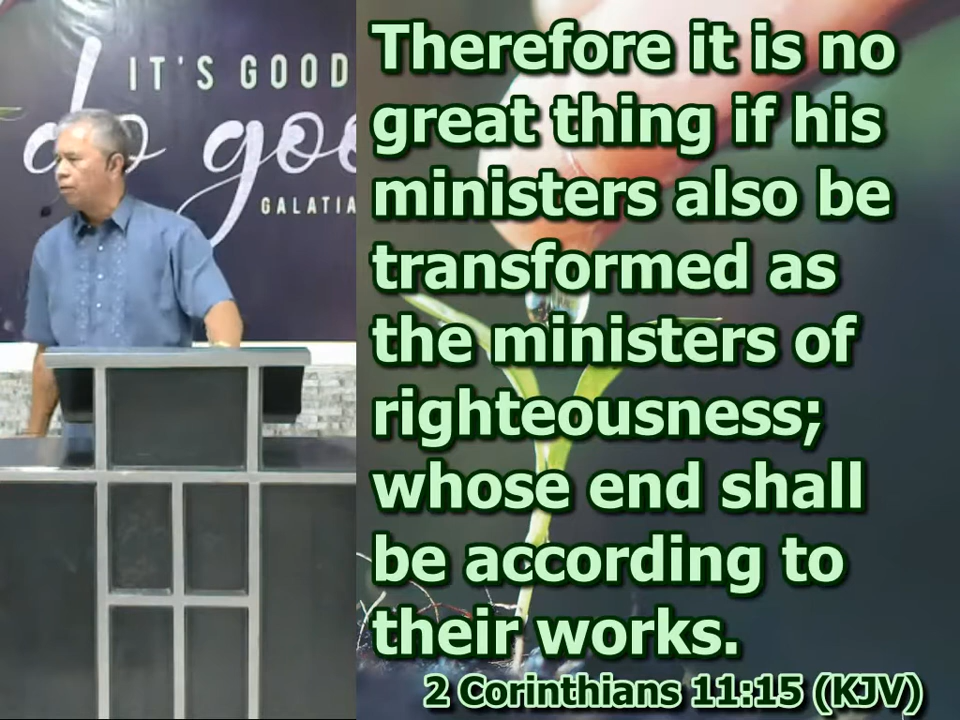 IT'S GOOD
do goo
GALATIA
Therefore it is no
great thing if his
ministers also be
transformed as
the ministers of
righteousness;
whose end shall
be according to
their works.
2 Corinthians 11:15 (KJV)